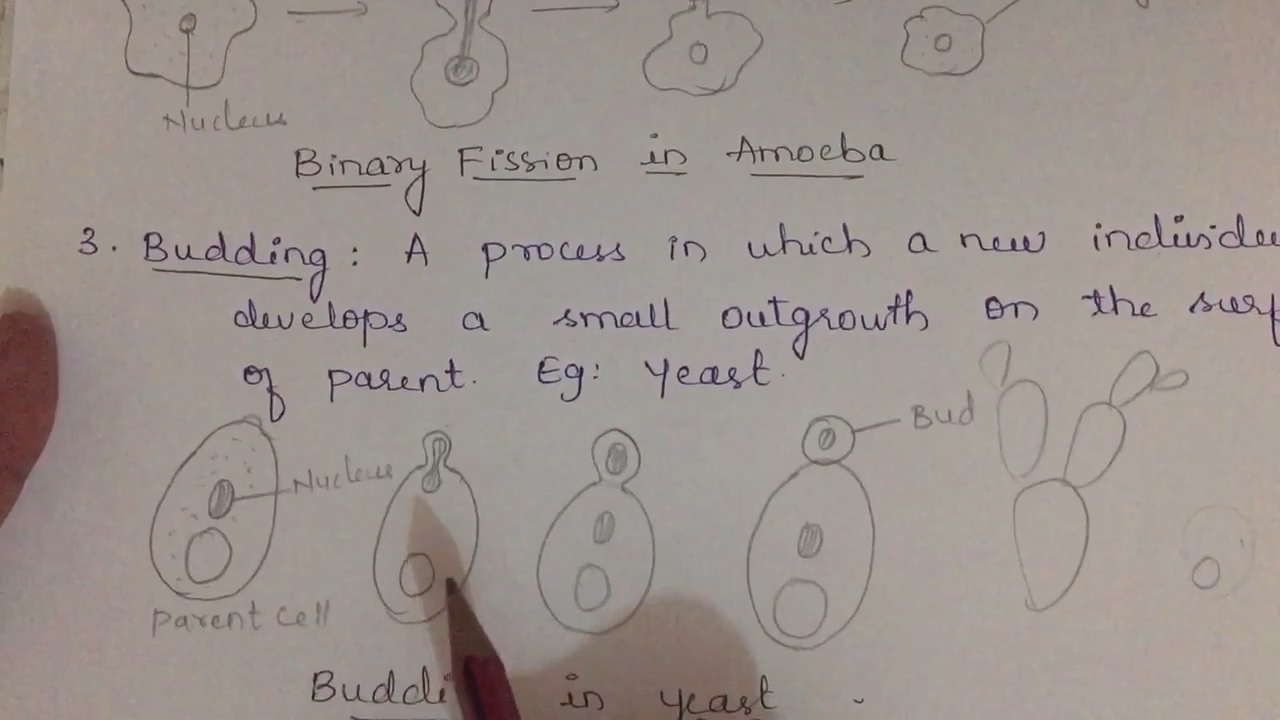 Nucleus
Binary Fission in Amoeba
3. Budding: A process in which a new
develops a small outgrowth on the
of parent. Eg: Yeast.
Bud
Nucleus
Parent cell
in yeast